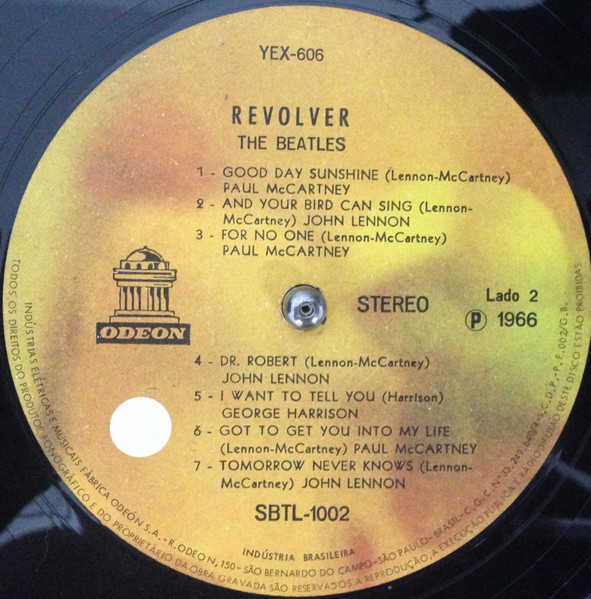 YEX-606
REVOLVER
THE BEATLES
1 - GOOD DAY SUNSHINE (Lennon-McCartney)
PAUL McCARTNEY
2 - AND YOUR BIRD CAN SING (Lennon-
McCartney) JOHN LENNON
3 - FOR NO ONE (Lennon-McCartney)
PAUL McCARTNEY
ODEON
STEREO
Lado 2
℗ 1966
4 - DR. ROBERT (Lennon-McCartney)
JOHN LENNON
5 - I WANT TO TELL YOU (Harrison)
GEORGE HARRISON
6 - GOT TO GET YOU INTO MY LIFE
(Lennon-McCartney) PAUL McCARTNEY
7 - TOMORROW NEVER KNOWS (Lennon-
McCartney) JOHN LENNON
SBTL-1002
INDÚSTRIA BRASILEIRA
INDÚSTRIAS ELÉTRICAS E MUSICAIS FÁBRICA ODEON S.A. - R. ODEON, 150 - SÃO BERNARDO DO CAMPO - SÃO PAULO - BRASIL - C.G.C. Nº - S.C.D.P. - P. F. 002/G.B.
TODOS OS DIREITOS DO PRODUTOR FONOGRÁFICO E DO PROPRIETÁRIO DA OBRA GRAVADA SÃO RESERVADOS. A REPRODUÇÃO, A EXECUÇÃO PÚBLICA E RADIODIFUSÃO DESTE DISCO ESTÃO PROIBIDAS